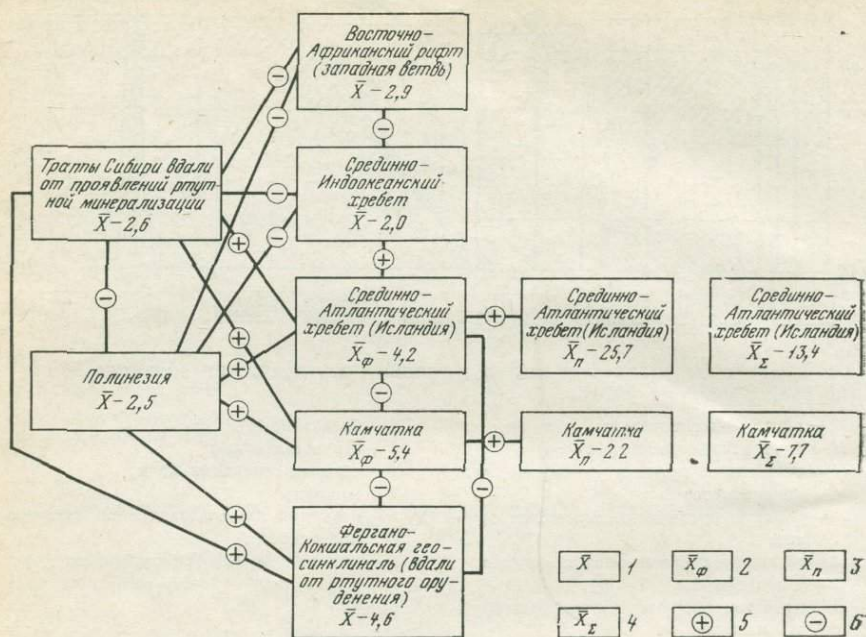 Восточно-
Африканский рифт
(западная ветвь)
X̅ – 2,9
Траппы Сибири вдали
от проявлений ртут-
ной минерализации
X̅ – 2,6
Срединно-
Индоокеанский
хребет
X̅ – 2,0
Срединно-
Атлантический
хребет (Исландия)
X̅ф – 4,2
Срединно-
Атлантический
хребет (Исландия)
X̅п – 25,7
Срединно-
Атлантический
хребет (Исландия)
X̅Σ – 13,4
Полинезия
X̅ – 2,5
Камчатка
X̅ф – 5,4
Камчатка
X̅п – 22
Камчатка
X̅Σ – 7,7
Фергано-
Кокшальская гео-
синклиналь (вдали
от ртутного ору-
денения)
X̅ – 4,6
X̅ 1 X̅ф 2 X̅п 3
X̅Σ 4 + 5 – 6